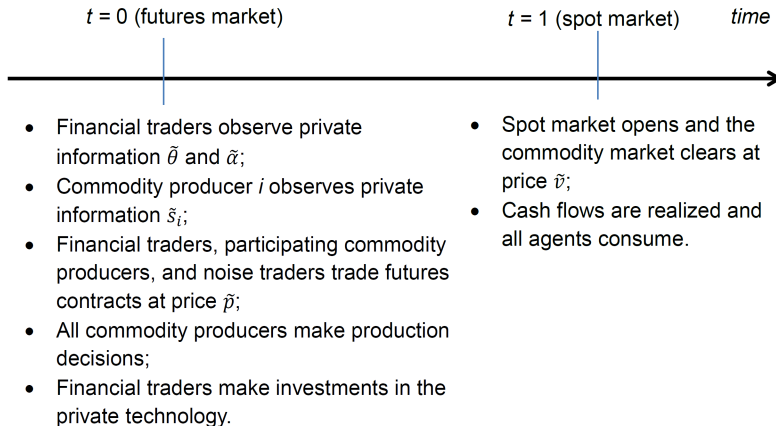 t = 0 (futures market)
t = 1 (spot market)
time
• Financial traders observe private
information θ̃ and α̃;
• Commodity producer i observes private
information s̃ᵢ;
• Financial traders, participating commodity
producers, and noise traders trade futures
contracts at price p̃;
• All commodity producers make production
decisions;
• Financial traders make investments in the
private technology.
• Spot market opens and the
commodity market clears at
price ṽ;
• Cash flows are realized and
all agents consume.